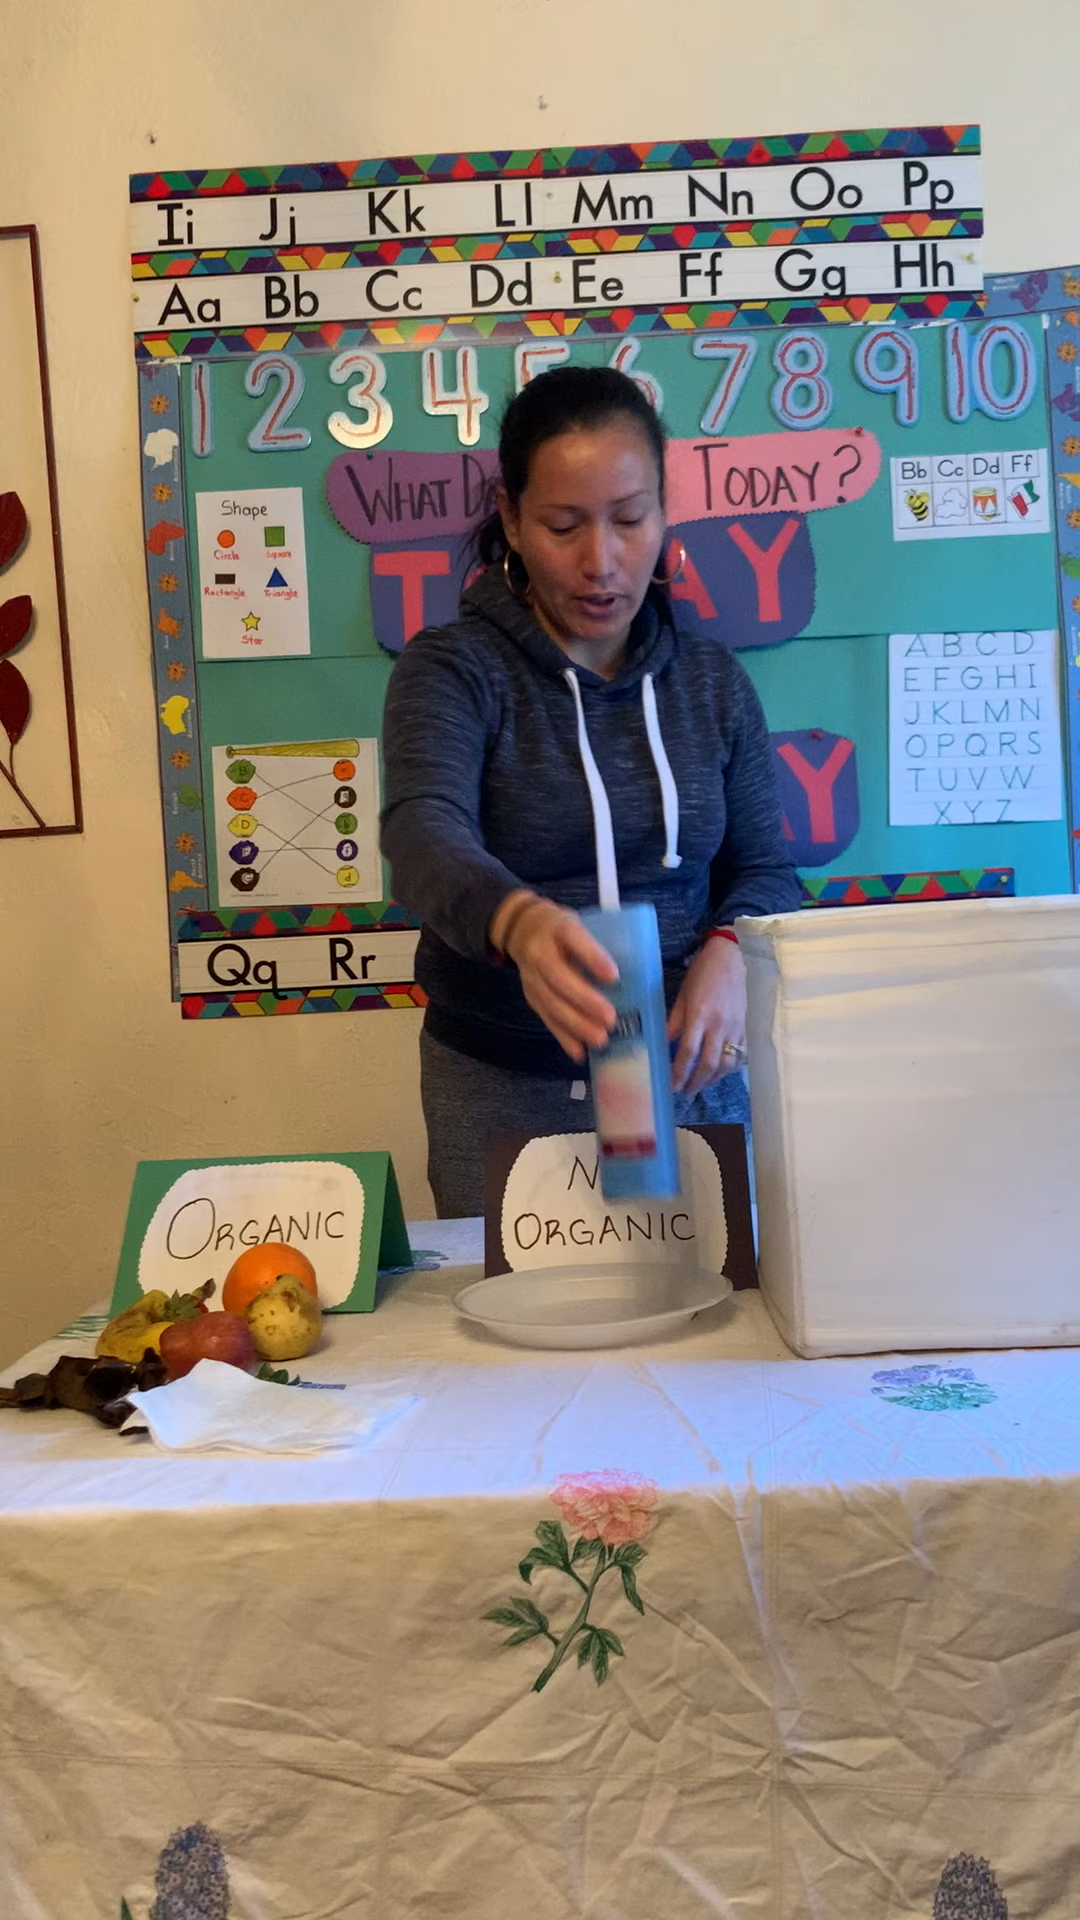 Ii Jj Kk Ll Mm Nn Oo Pp
Aa Bb Cc Dd Ee Ff Gg Hh
1 2 3 4 5 6 7 8 9 10
WHAT TODAY?
Shape
Circle Square
Rectangle Triangle
Star
Bb Cc Dd Ff
A B C D
E F G H I
J K L M N
O P Q R S
T U V W
X Y Z
D
d
Qq Rr
ORGANIC
ORGANIC